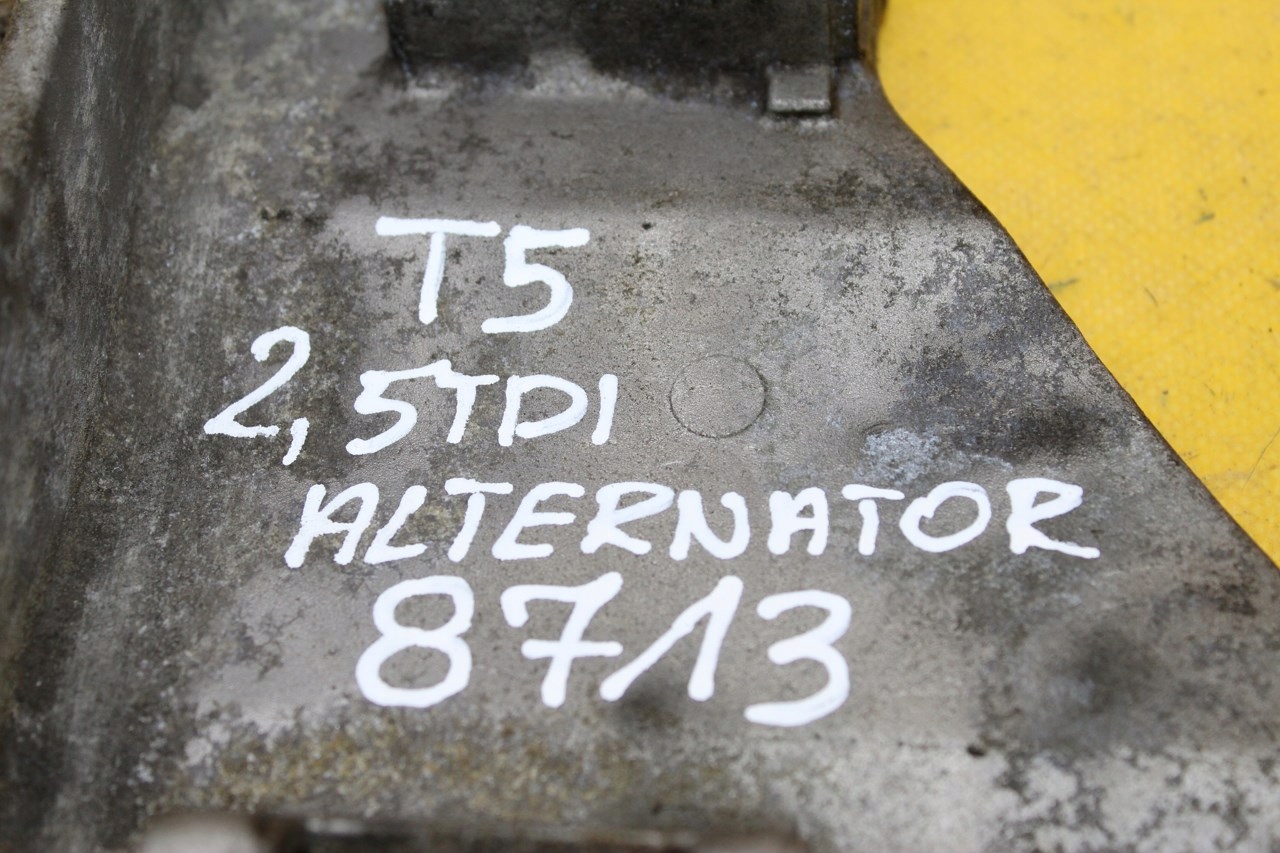 T5
2,5TDI
ALTERNATOR
8713